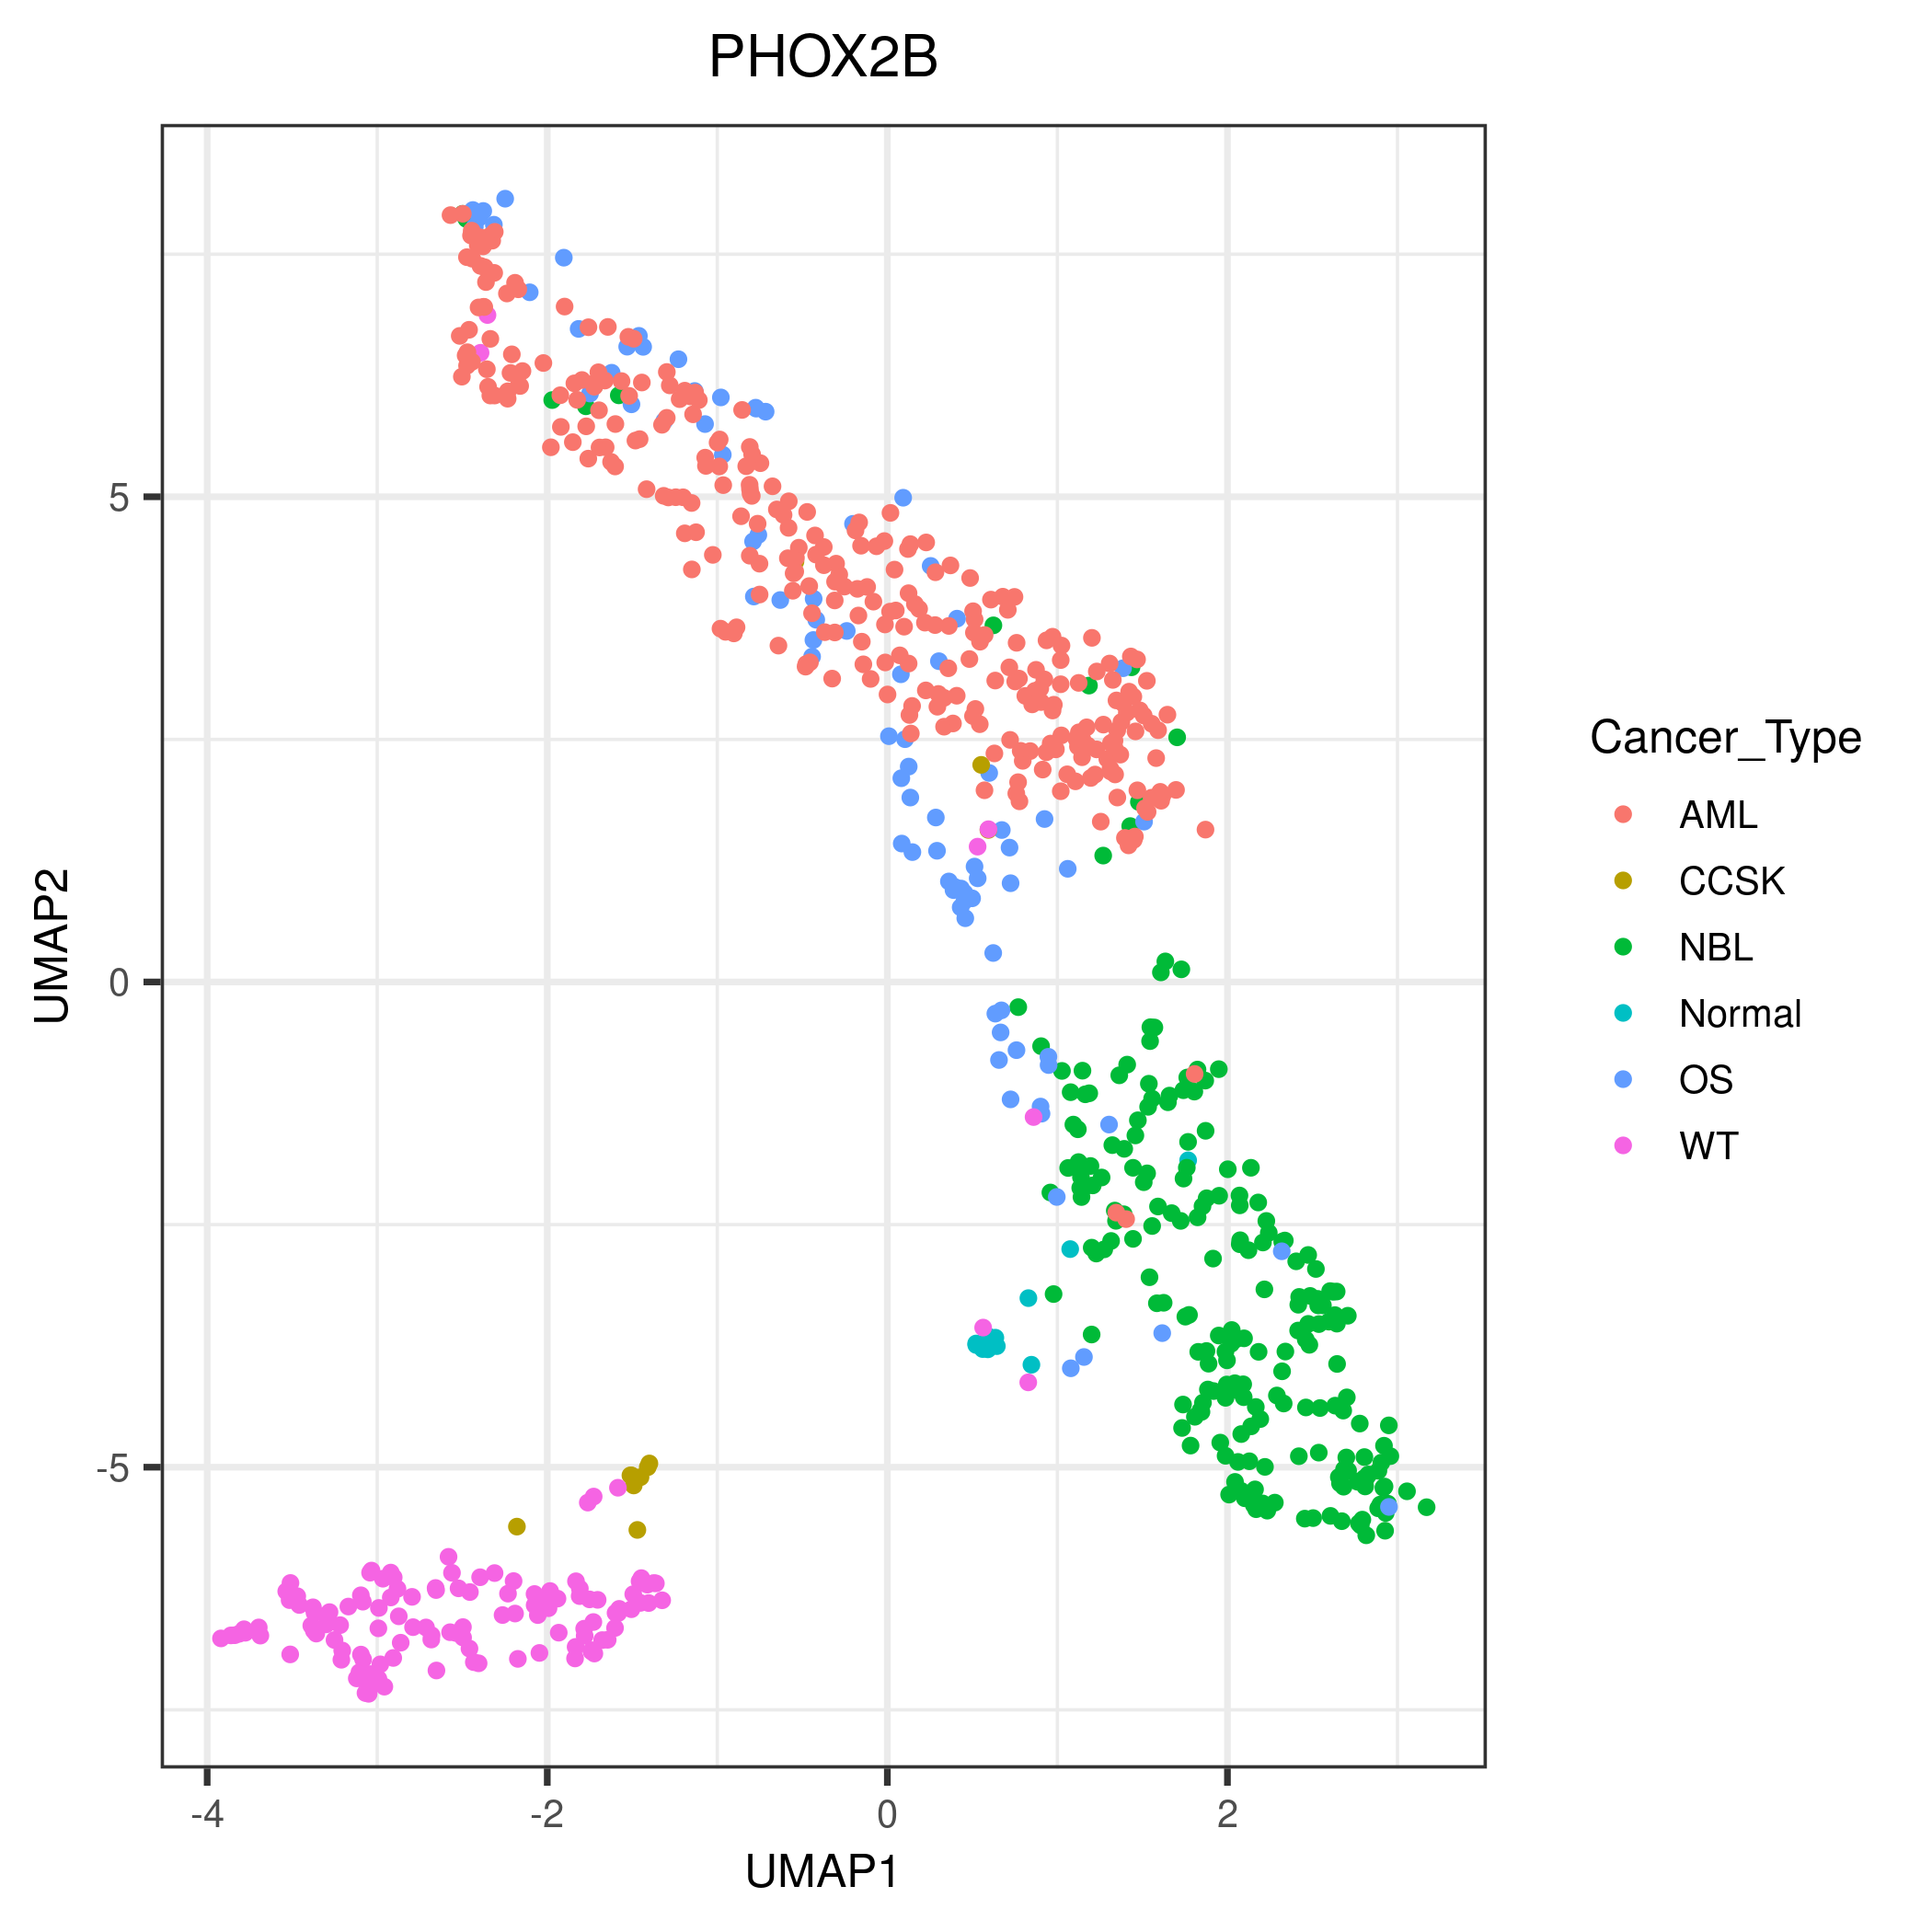 PHOX2B
UMAP2
5
0
-5
-4
-2
0
2
UMAP1
Cancer_Type
AML
CCSK
NBL
Normal
OS
WT